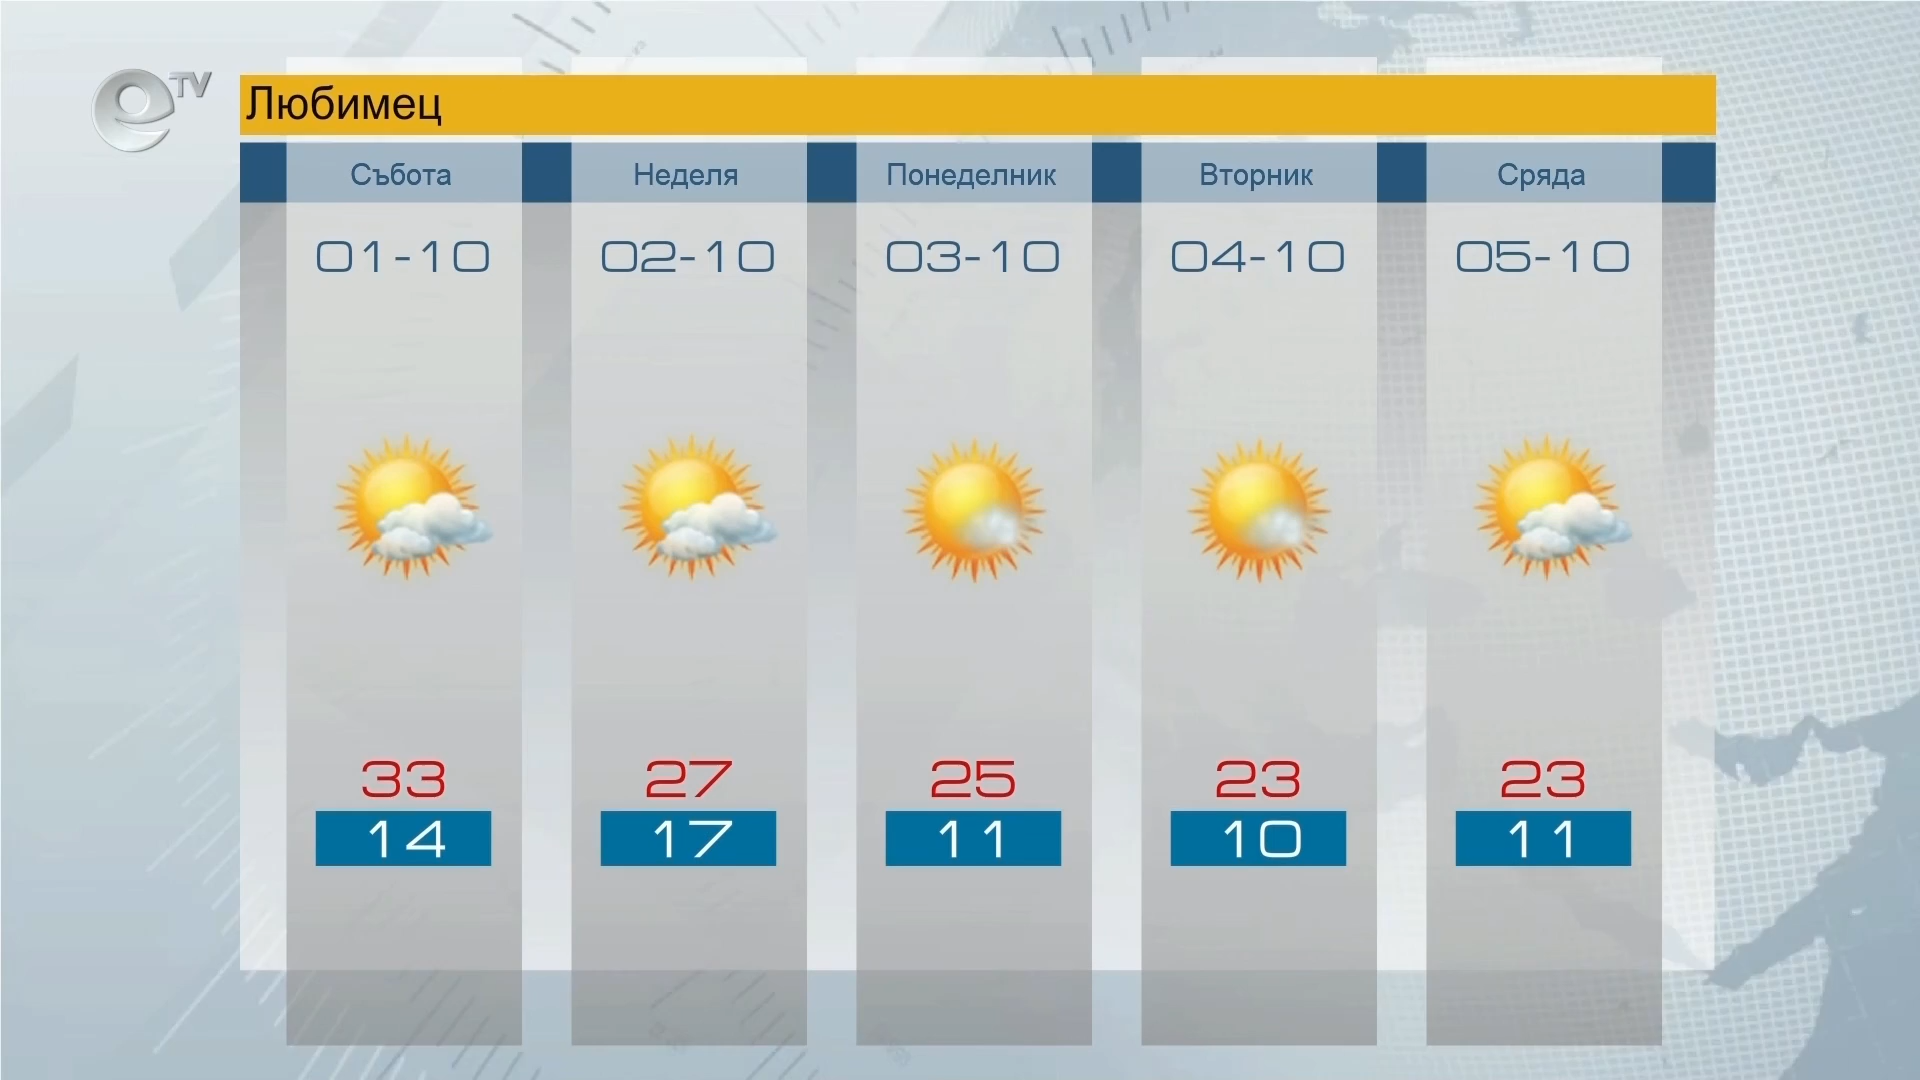 eTV
Любимец
Събота Неделя Понеделник Вторник Сряда
01-10 02-10 03-10 04-10 05-10
33 27 25 23 23
14 17 11 10 11